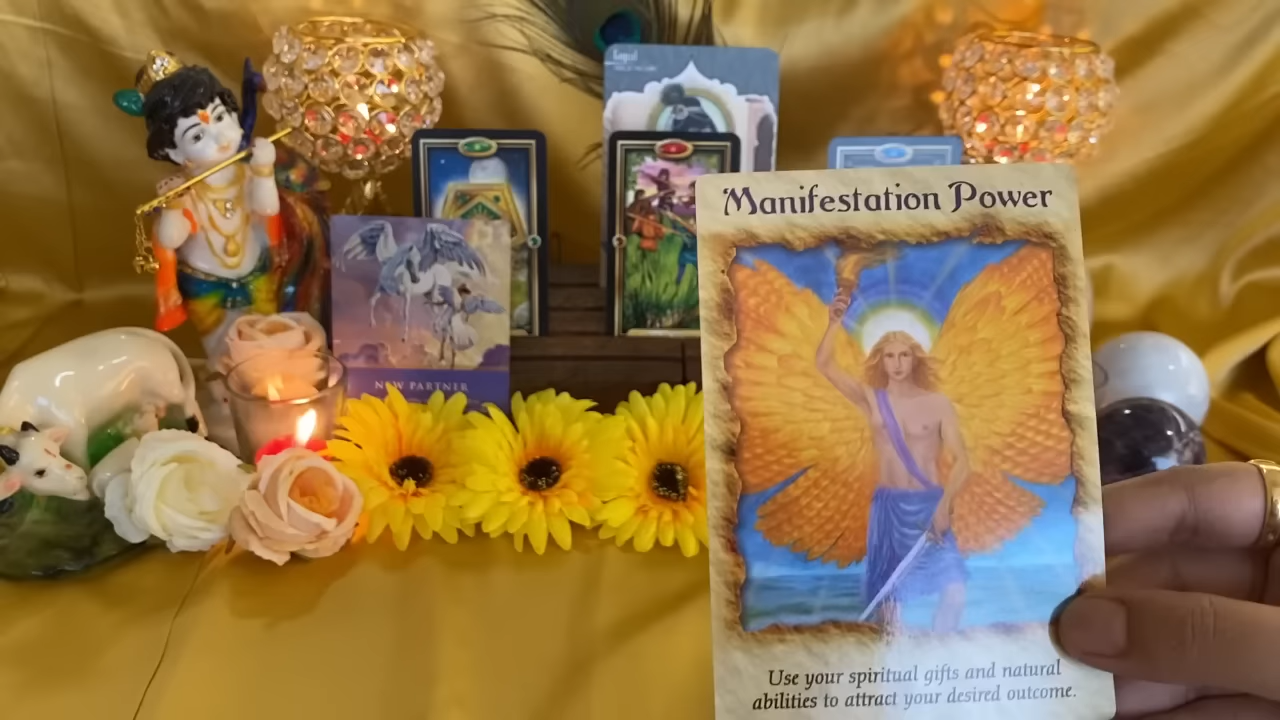 Manifestation Power
NEW PARTNER
Use your spiritual gifts and natural
abilities to attract your desired outcome.